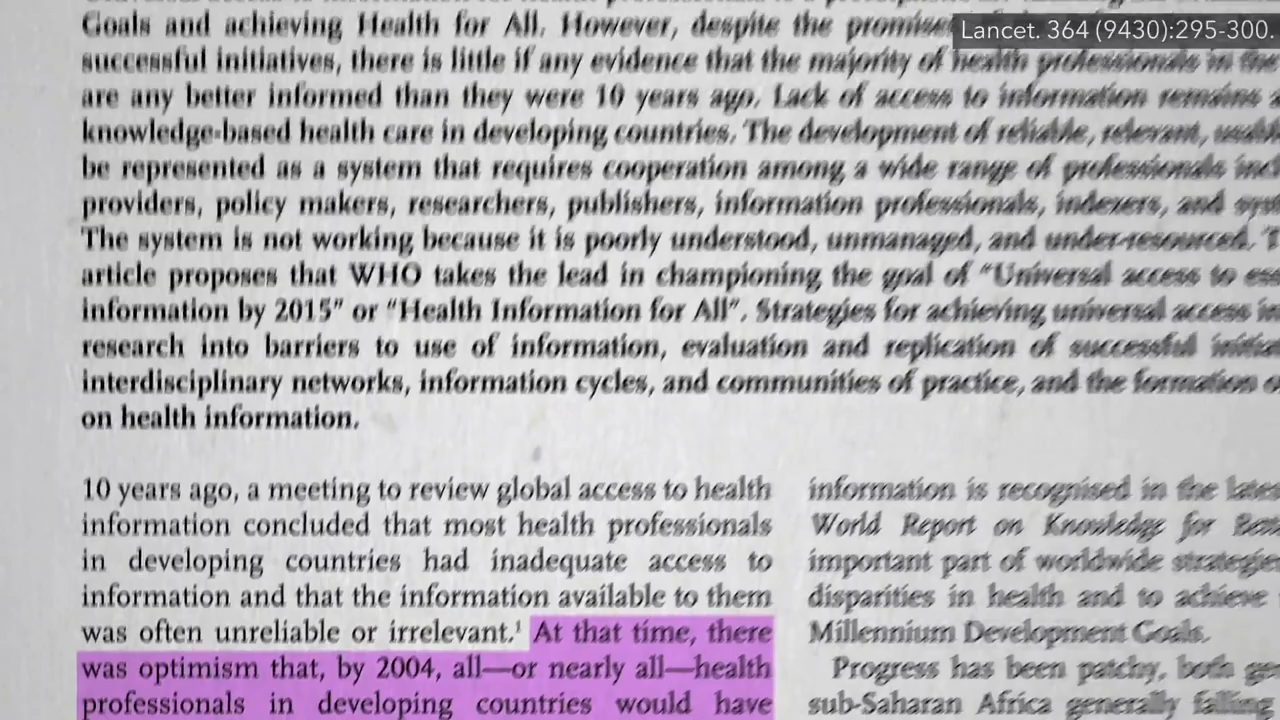 Lancet. 364 (9430):295-300.
Goals and achieving Health for All. However, despite the promises
successful initiatives, there is little if any evidence that the majority of health professionals in the
are any better informed than they were 10 years ago. Lack of access to information remains a
knowledge-based health care in developing countries. The development of reliable, relevant,
be represented as a system that requires cooperation among a wide range of professionals
providers, policy makers, researchers, publishers, information professionals, indexers, and
The system is not working because it is poorly understood, unmanaged, and under-resourced.
article proposes that WHO takes the lead in championing the goal of “Universal access to
information by 2015” or “Health Information for All”. Strategies for achieving universal access
research into barriers to use of information, evaluation and replication of successful
interdisciplinary networks, information cycles, and communities of practice, and the formation
on health information.
10 years ago, a meeting to review global access to health
information concluded that most health professionals
in developing countries had inadequate access to
information and that the information available to them
was often unreliable or irrelevant.¹ At that time, there
was optimism that, by 2004, all—or nearly all—health
professionals in developing countries would have
information is recognised in the
World Report on Knowledge for
important part of worldwide
disparities in health and to achieve
Millennium Development Goals.
Progress has been patchy, both
sub-Saharan Africa generally falling